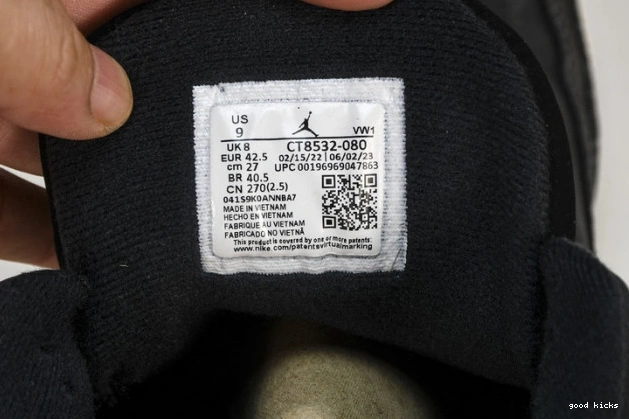 US
9
VW1
UK 8 CT8532-080
EUR 42.5 02/15/22 | 06/02/23
cm 27 UPC 00196969047863
BR 40.5
CN 270(2.5)
041S9K0ANNBA7
MADE IN VIETNAM
HECHO EN VIETNAM
FABRIQUE AU VIETNAM
FABRICADO NO VIETNÃ
This product is covered by one or more patents:
www.nike.com/patentsvirtualmarking
good kicks